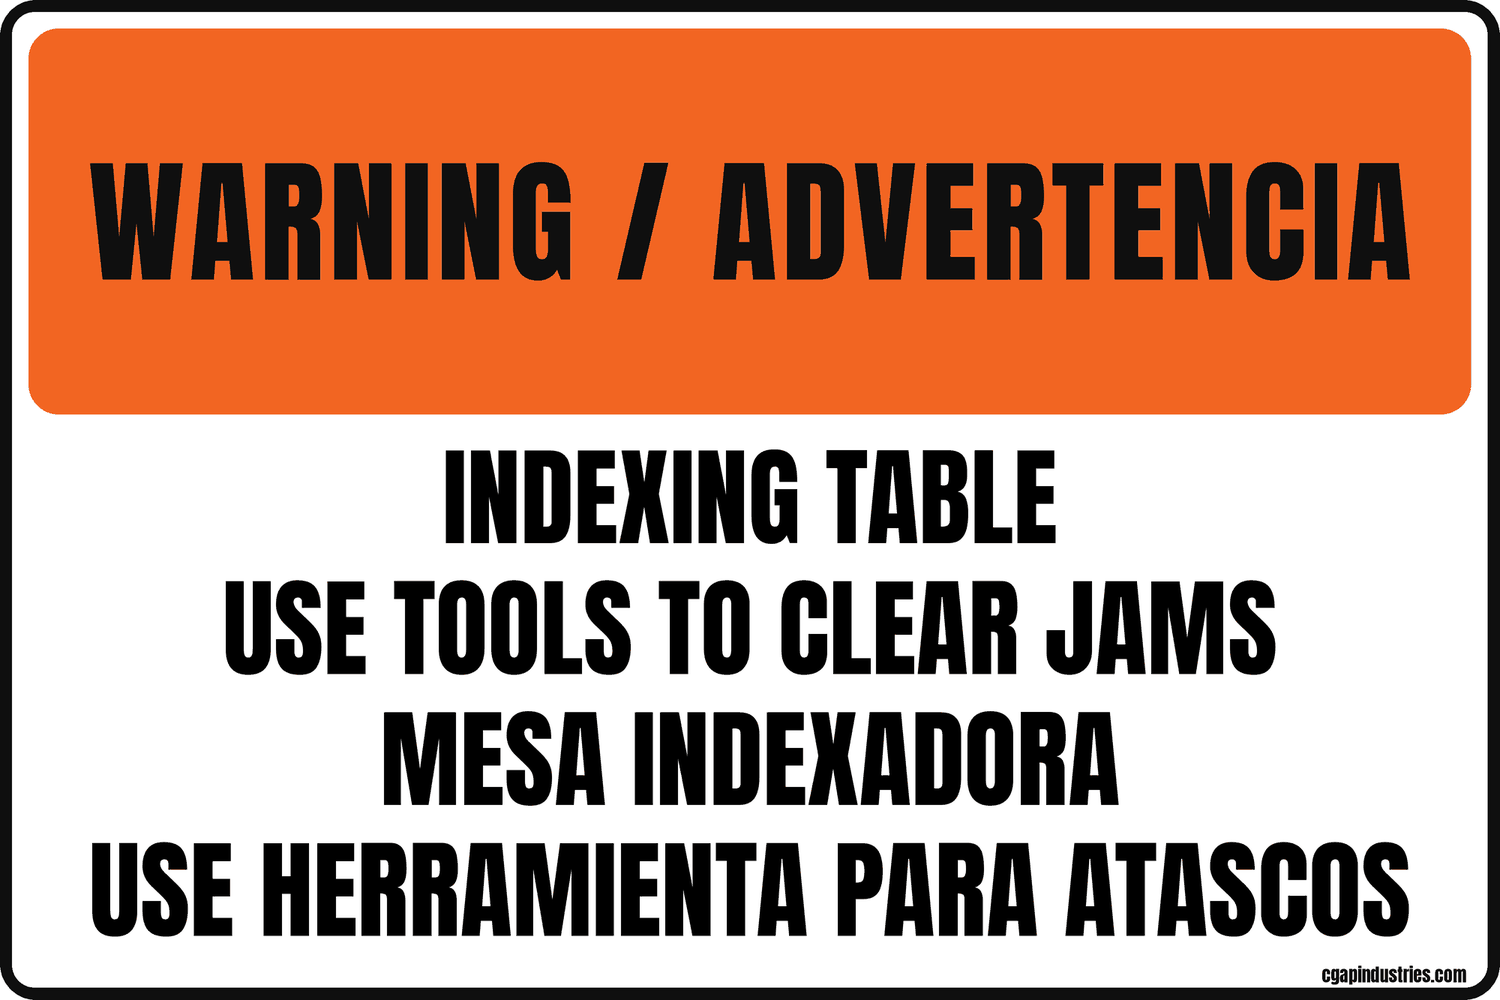 WARNING / ADVERTENCIA
INDEXING TABLE
USE TOOLS TO CLEAR JAMS
MESA INDEXADORA
USE HERRAMIENTA PARA ATASCOS
cgapindustries.com